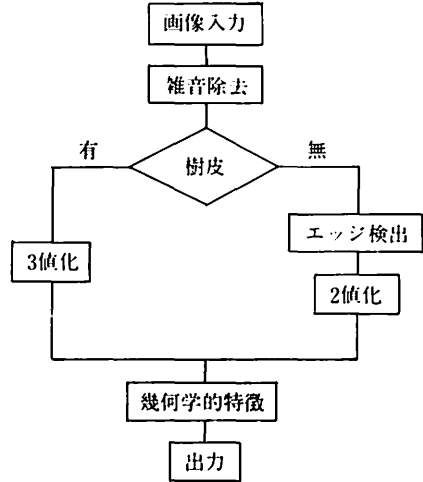 画像入力
雑音除去
有
樹皮
無
エッジ検出
3値化
2値化
幾何学的特徴
出力